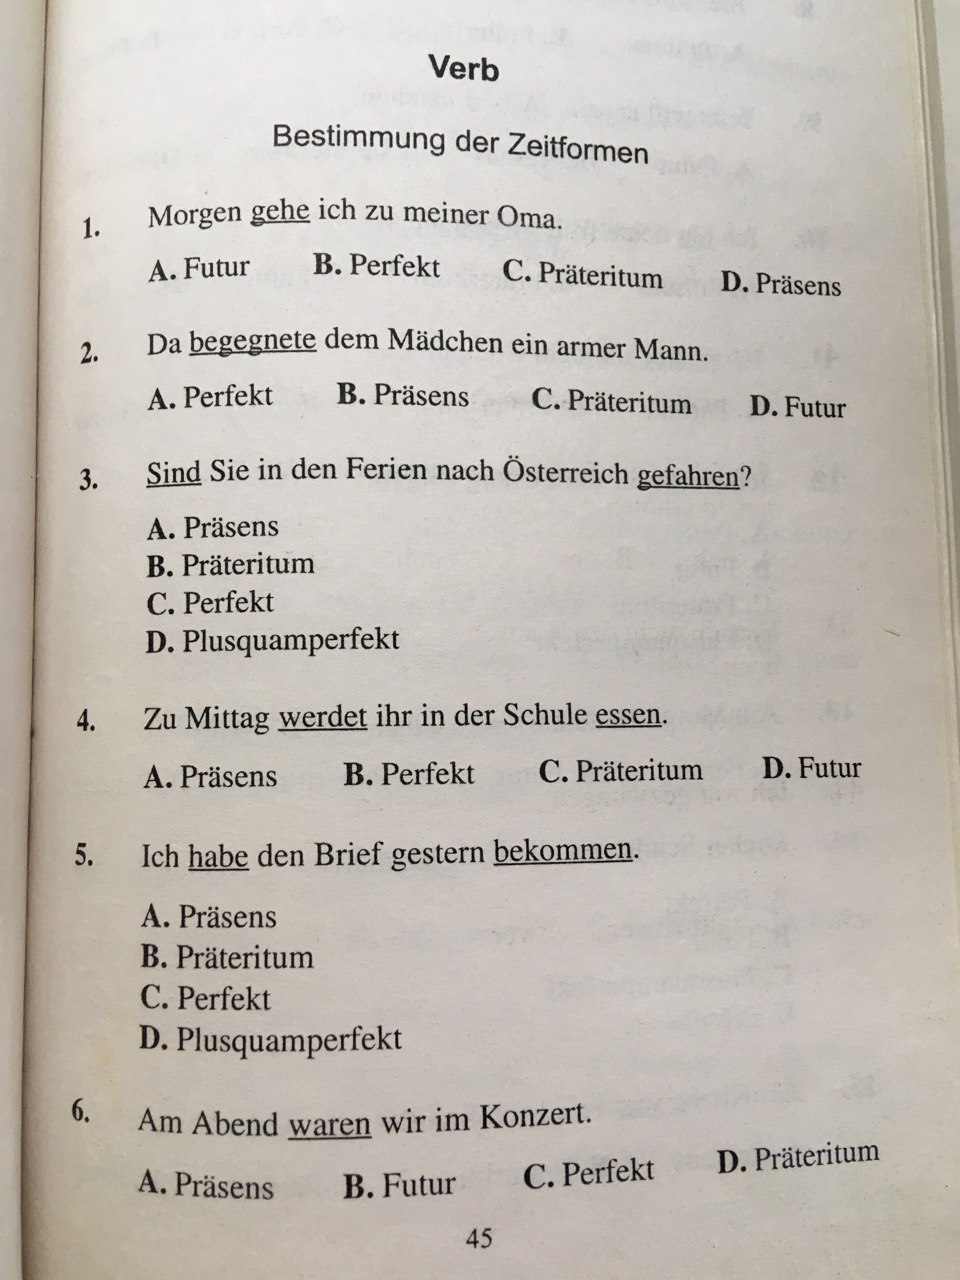 Verb
Bestimmung der Zeitformen
1. Morgen gehe ich zu meiner Oma.
A. Futur B. Perfekt C. Präteritum D. Präsens
2. Da begegnete dem Mädchen ein armer Mann.
A. Perfekt B. Präsens C. Präteritum D. Futur
3. Sind Sie in den Ferien nach Österreich gefahren?
A. Präsens
B. Präteritum
C. Perfekt
D. Plusquamperfekt
4. Zu Mittag werdet ihr in der Schule essen.
A. Präsens B. Perfekt C. Präteritum D. Futur
5. Ich habe den Brief gestern bekommen.
A. Präsens
B. Präteritum
C. Perfekt
D. Plusquamperfekt
6. Am Abend waren wir im Konzert.
A. Präsens B. Futur C. Perfekt D. Präteritum
45